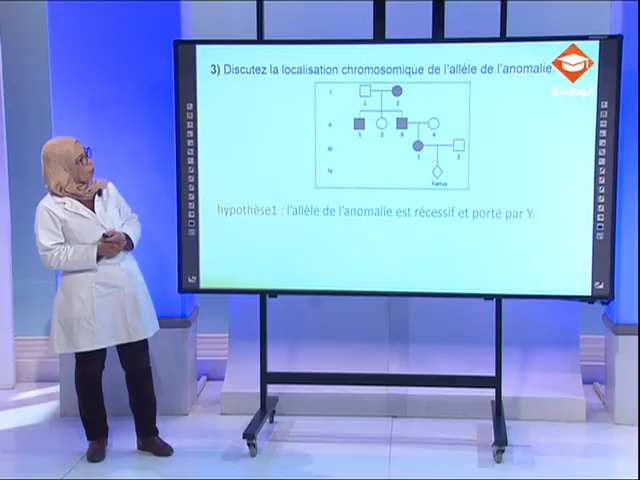 3) Discutez la localisation chromosomique de l'allèle de l'anomalie.
I
1
2
II
1
2
3
4
III
1
2
IV
Fœtus
hypothèse1 : l'allèle de l'anomalie est récessif et porté par Y.